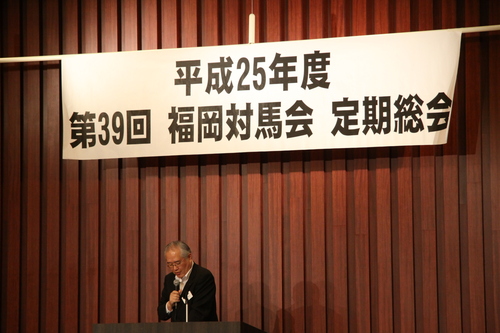 平成25年度
第39回 福岡対馬会 定期総会